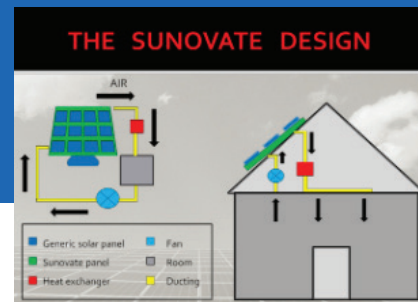 THE SUNOVATE DESIGN
AIR
Generic solar panel
Fan
Sunovate panel
Room
Heat exchanger
Ducting